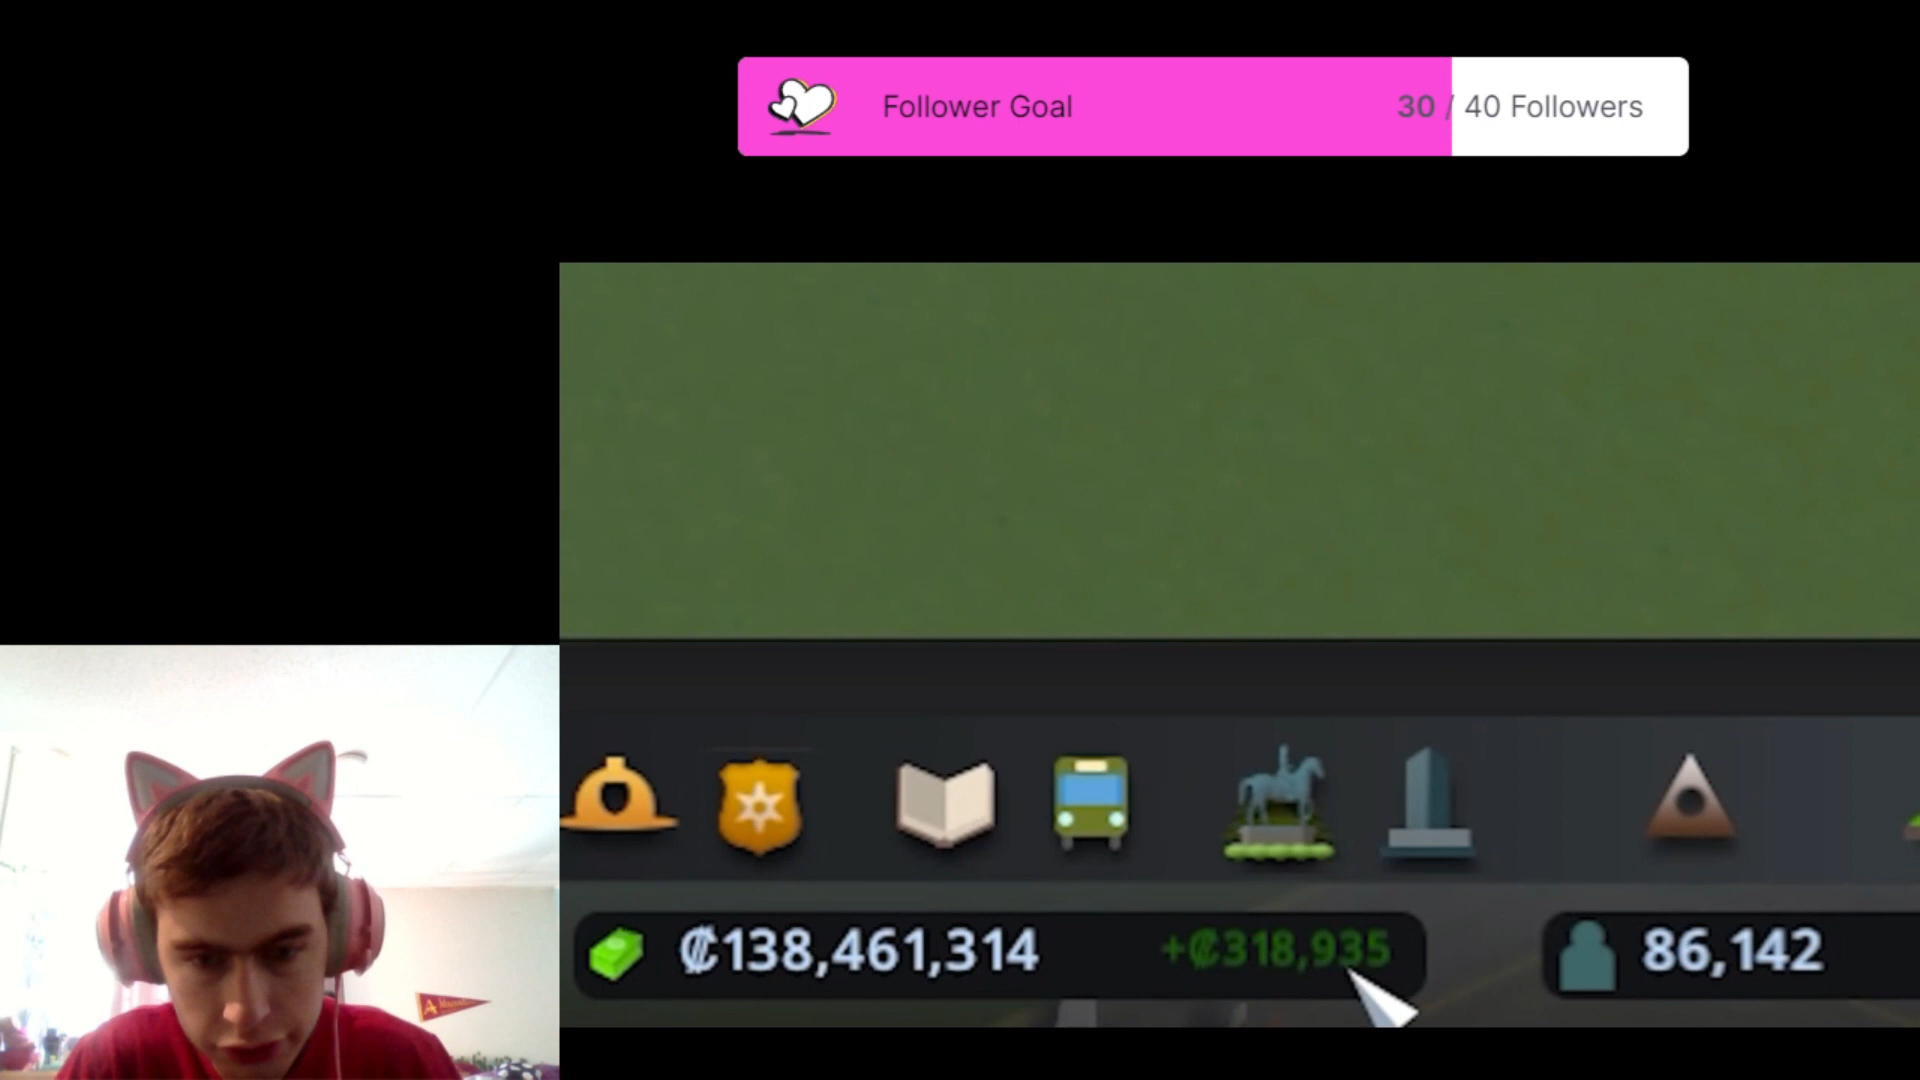 Follower Goal
30 / 40 Followers
₡138,461,314
+₡318,935
86,142
A